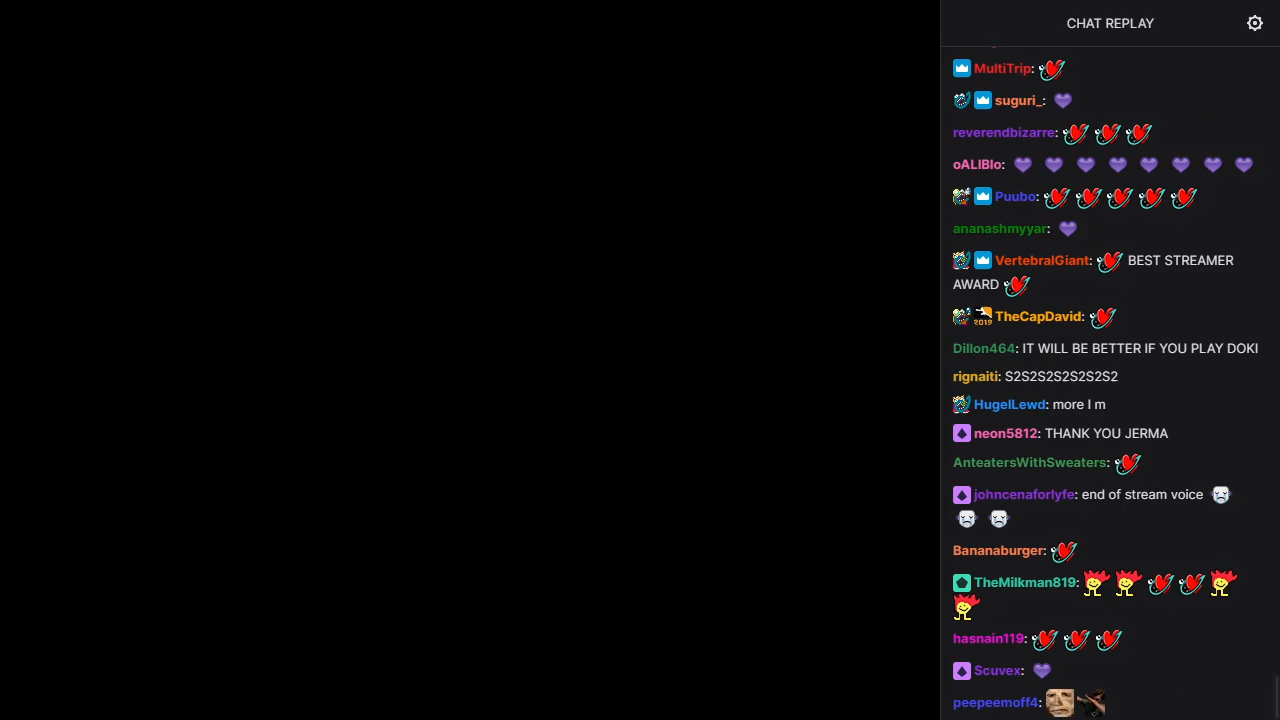 CHAT REPLAY
MultiTrip:
suguri_:
reverendbizarre:
oALIBIo:
Puubo:
ananashmyyar:
VertebralGiant: BEST STREAMER
AWARD
2019 TheCapDavid:
Dillon464: IT WILL BE BETTER IF YOU PLAY DOKI
rignaiti: S2S2S2S2S2S2S2
HugelLewd: more I m
neon5812: THANK YOU JERMA
AnteatersWithSweaters:
johncenaforlyfe: end of stream voice
Bananaburger:
TheMilkman819:
hasnain119:
Scuvex:
peepeemoff4: